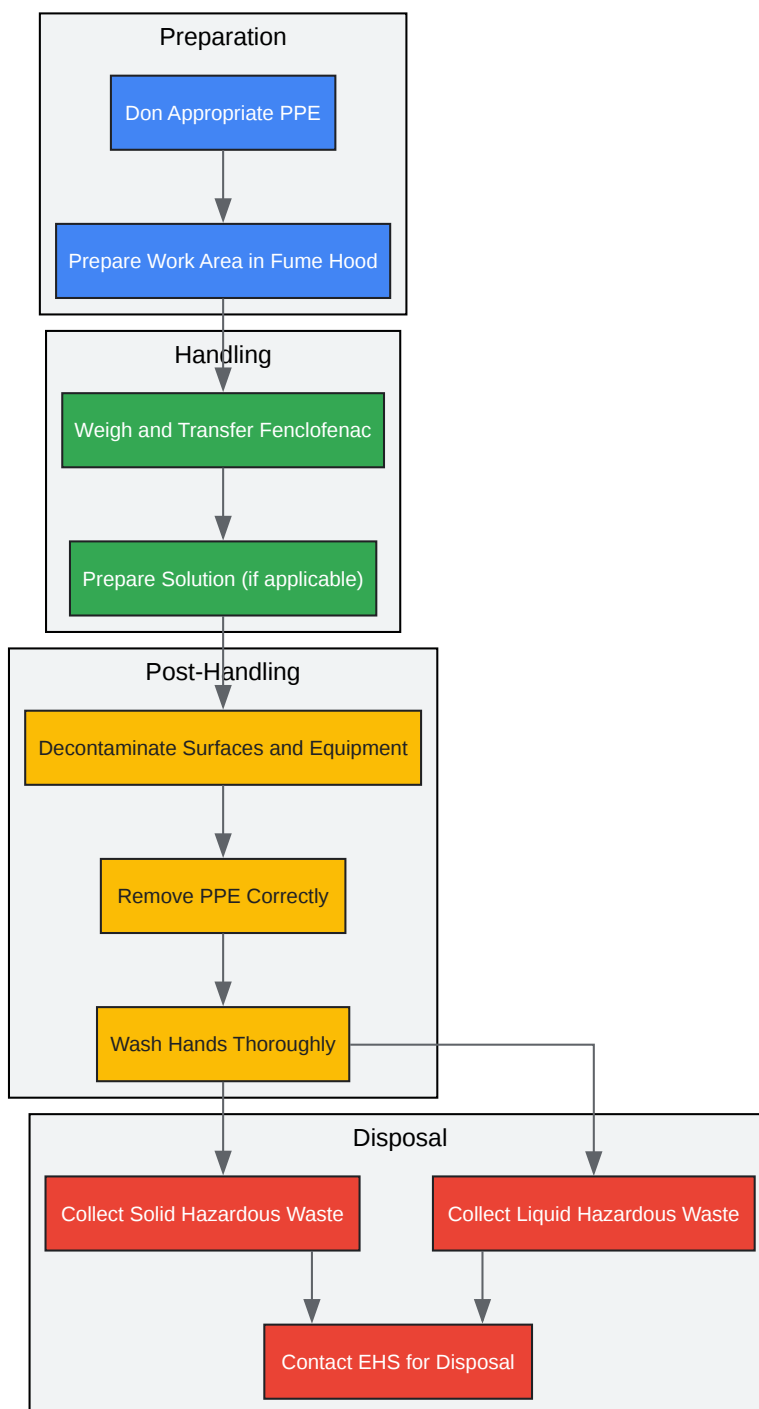 Preparation
Don Appropriate PPE
Prepare Work Area in Fume Hood
Handling
Weigh and Transfer Fenclofenac
Prepare Solution (if applicable)
Post-Handling
Decontaminate Surfaces and Equipment
Remove PPE Correctly
Wash Hands Thoroughly
Disposal
Collect Solid Hazardous Waste
Collect Liquid Hazardous Waste
Contact EHS for Disposal